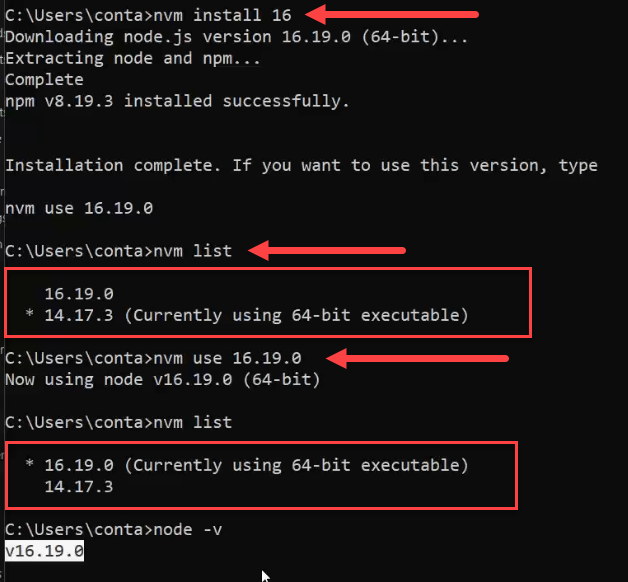 C:\Users\conta>nvm install 16
Downloading node.js version 16.19.0 (64-bit)...
Extracting node and npm...
Complete
npm v8.19.3 installed successfully.
Installation complete. If you want to use this version, type
nvm use 16.19.0
C:\Users\conta>nvm list
16.19.0
* 14.17.3 (Currently using 64-bit executable)
C:\Users\conta>nvm use 16.19.0
Now using node v16.19.0 (64-bit)
C:\Users\conta>nvm list
* 16.19.0 (Currently using 64-bit executable)
14.17.3
C:\Users\conta>node -v
v16.19.0